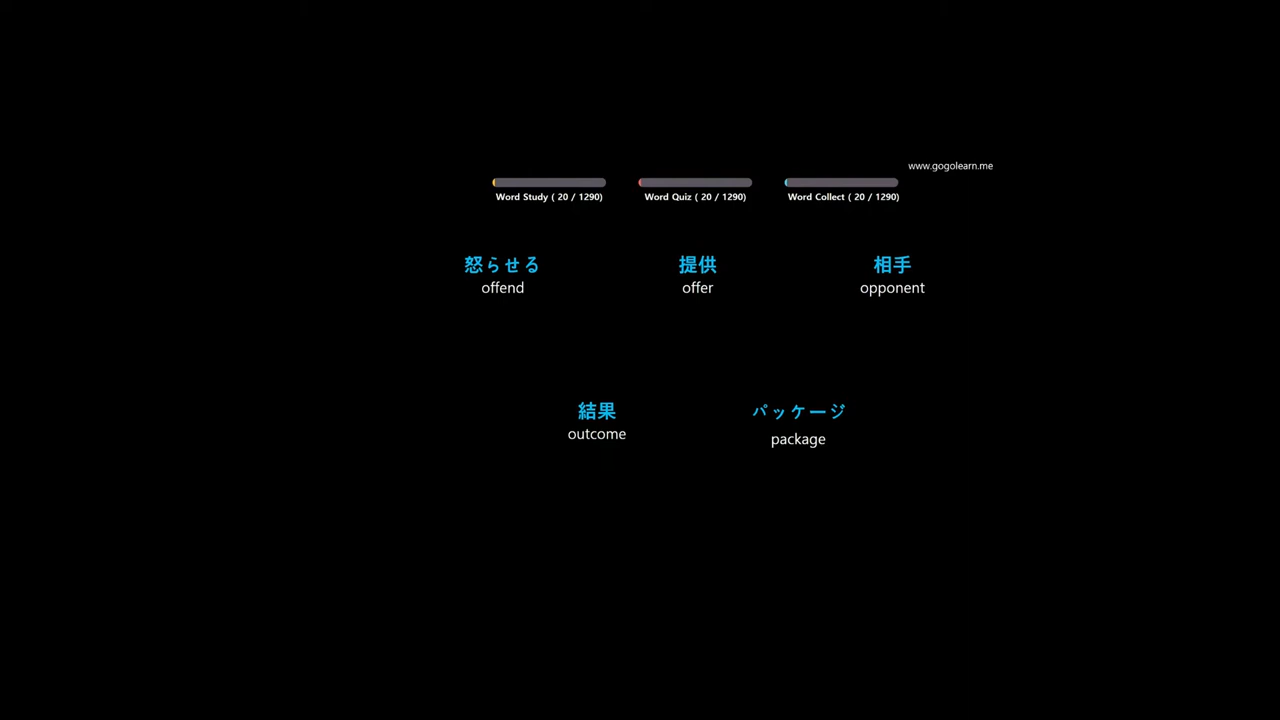 www.gogolearn.me
Word Study ( 20 / 1290)
Word Quiz ( 20 / 1290)
Word Collect ( 20 / 1290)
怒らせる
offend
提供
offer
相手
opponent
結果
outcome
パッケージ
package